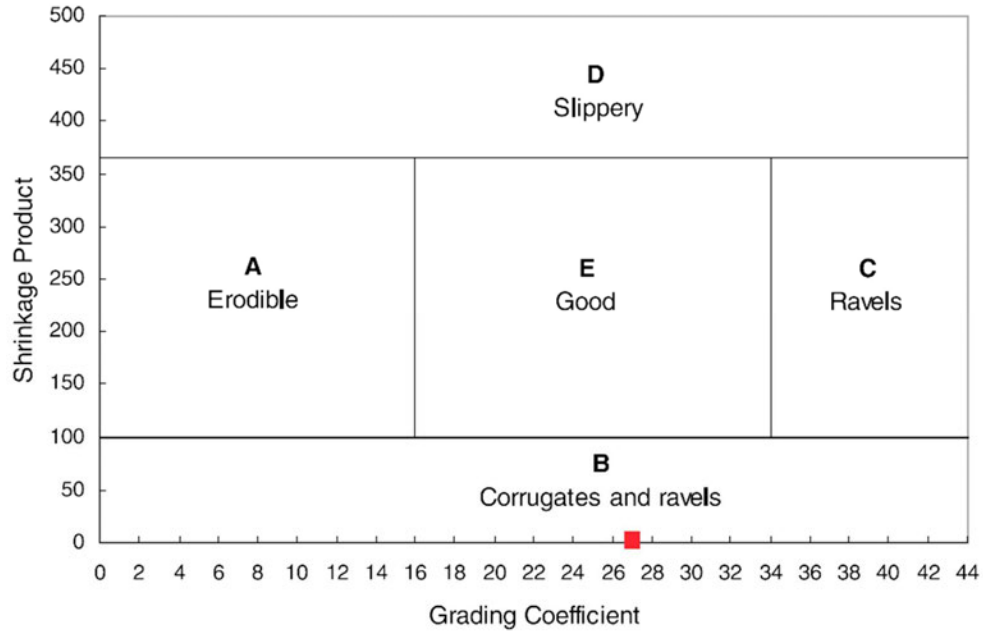 500
450
400
350
300
250
200
150
100
50
0
Shrinkage Product
D
Slippery
A
Erodible
E
Good
C
Ravels
B
Corrugates and ravels
0 2 4 6 8 10 12 14 16 18 20 22 24 26 28 30 32 34 36 38 40 42 44
Grading Coefficient